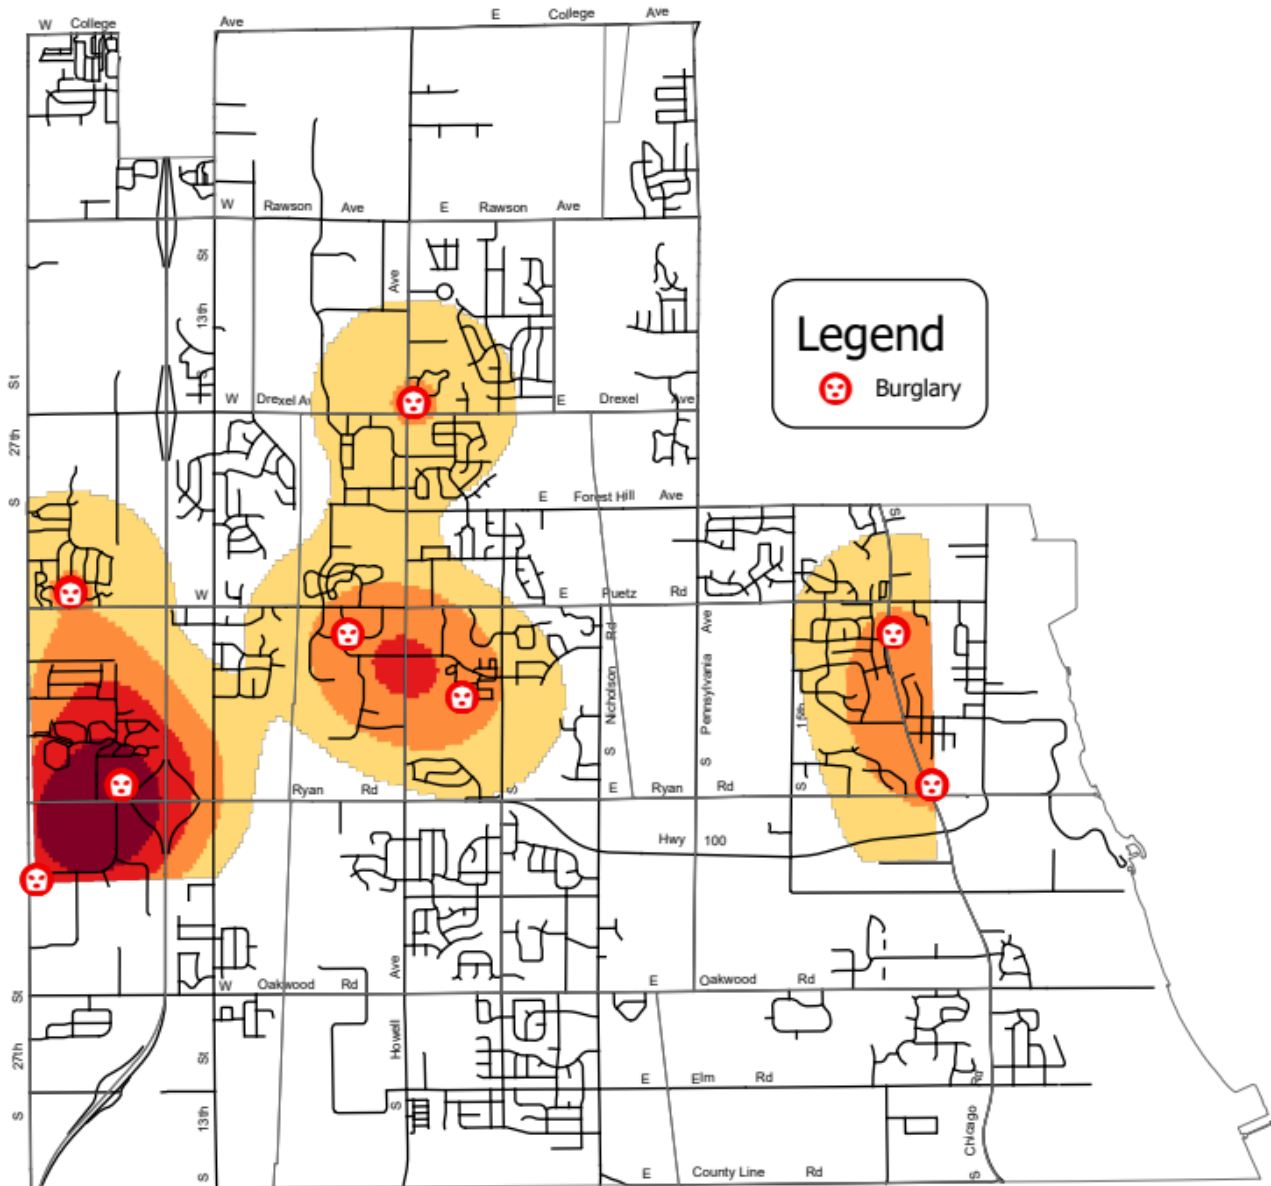 W College Ave E College Ave
W Rawson Ave E Rawson Ave
S 13th St
Ave
Legend
Burglary
S 27th St
W Drexel E Drexel Ave
E Forest Hill Ave
S
W E Puetz Rd
S Nicholson Rd
S Pennsylvania Ave
S 15th
S
Ryan Rd E Ryan Rd
Hwy 100
W Oakwood Rd E Oakwood Rd
S Howell Ave
S 27th St
S 13th St
E Elm Rd
S Chicago Rd
E County Line Rd